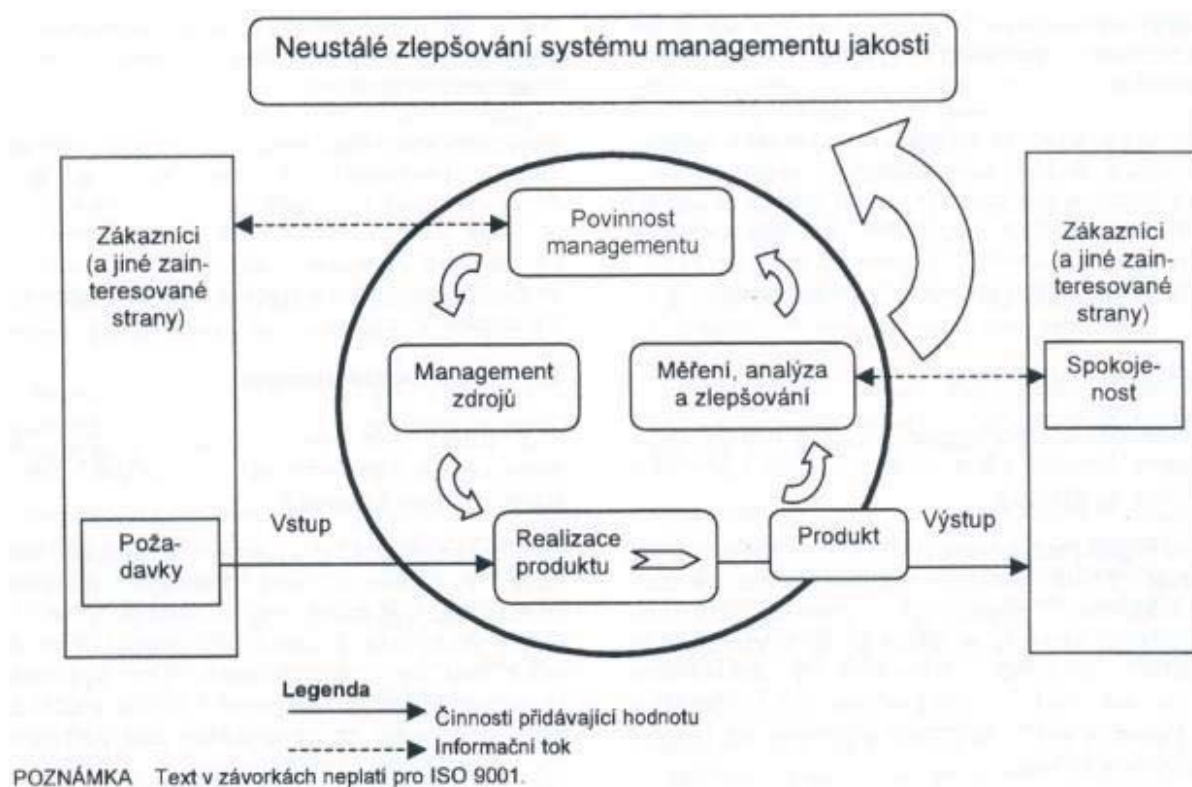 Neustálé zlepšování systému managementu jakosti
Zákazníci
(a jiné zain-
teresované
strany)
Povinnost
managementu
Zákazníci
(a jiné zain-
teresované
strany)
Management
zdrojů
Měření, analýza
a zlepšování
Spokoje-
nost
Poža-
davky
Vstup
Realizace
produktu
Produkt
Výstup
Legenda
Činnosti přidávající hodnotu
Informační tok
POZNÁMKA Text v závorkách neplatí pro ISO 9001.